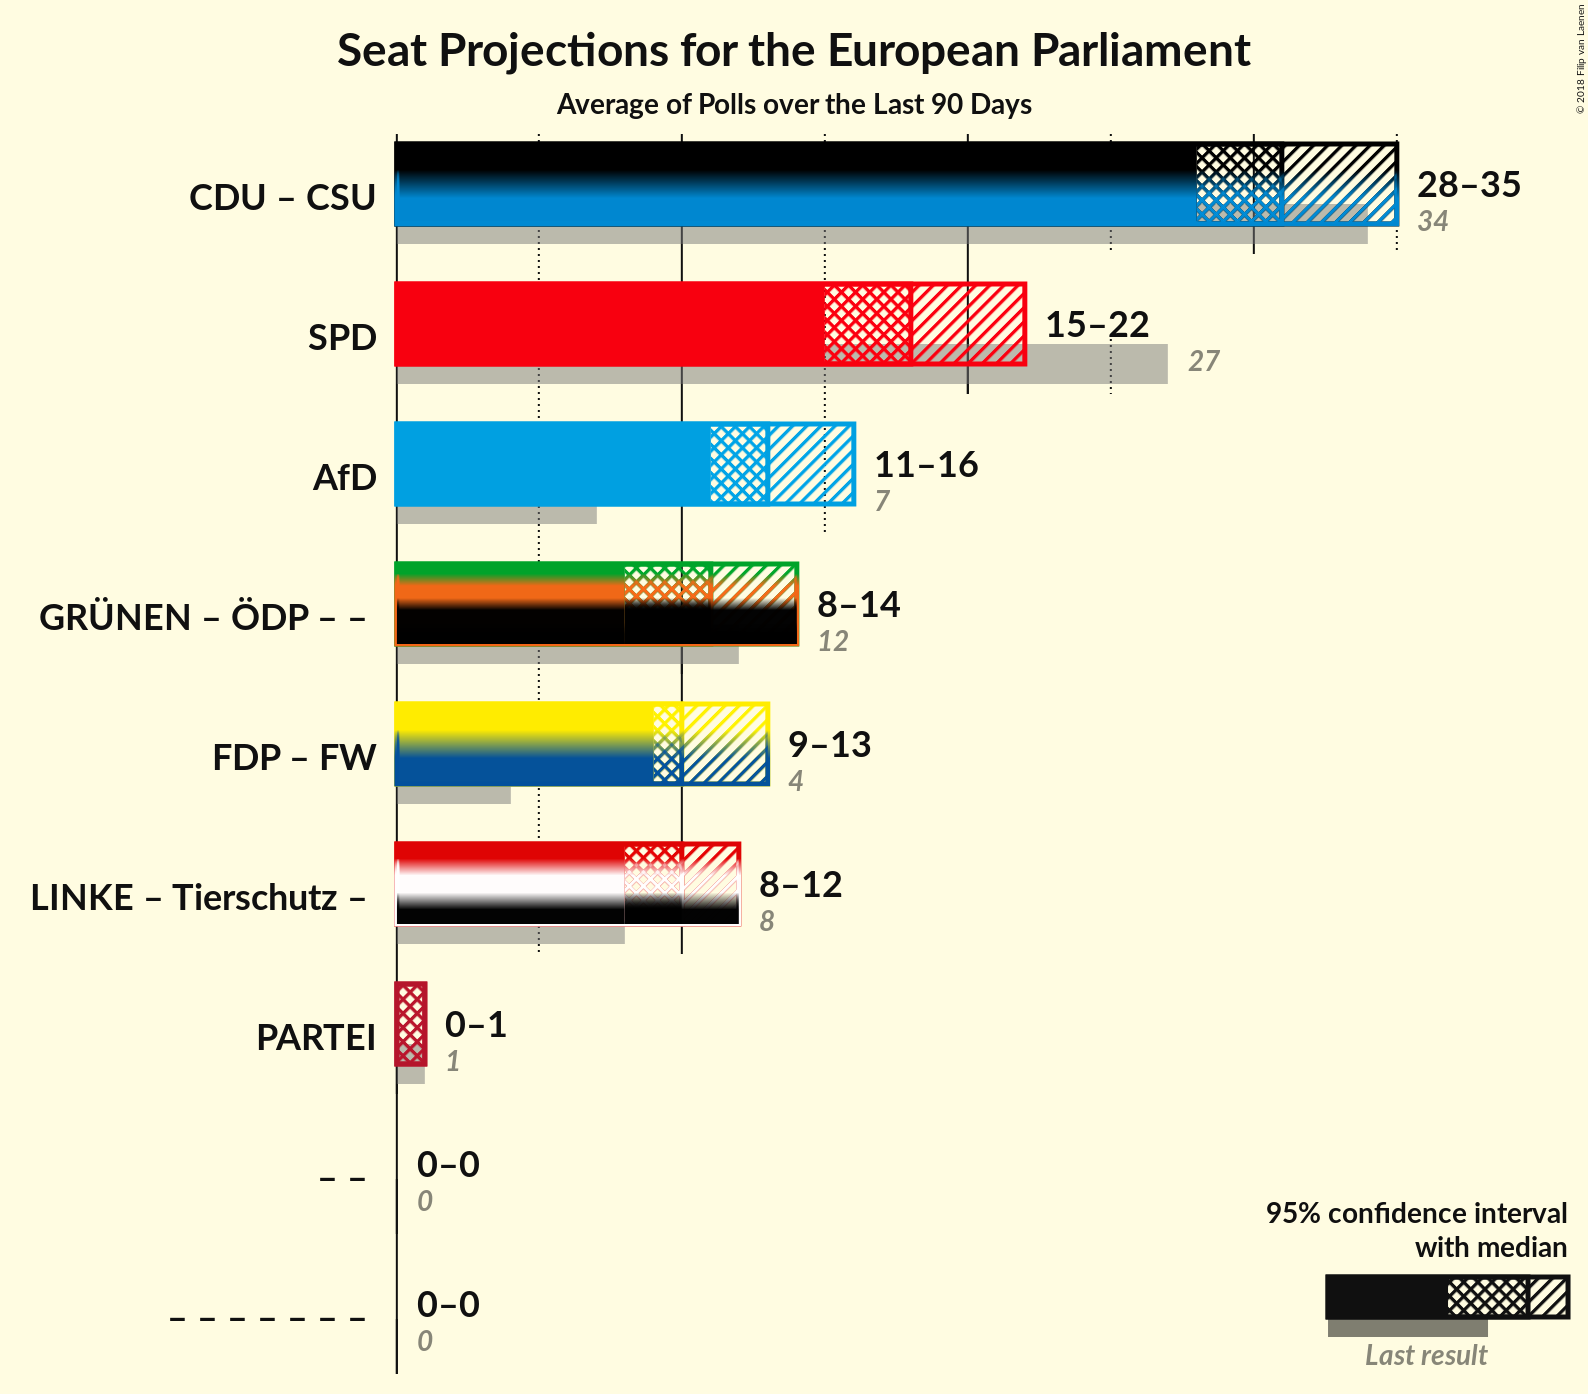 Seat Projections for the European Parliament
Average of Polls over the Last 90 Days
© 2018 Filip van Laenen
CDU – CSU
28–35
34
SPD
15–22
27
AfD
11–16
7
GRÜNEN – ÖDP – –
8–14
12
FDP – FW
9–13
4
LINKE – Tierschutz –
8–12
8
PARTEI
0–1
1
– –
0–0
0
– – – – – – –
0–0
0
95% confidence interval
with median
Last result